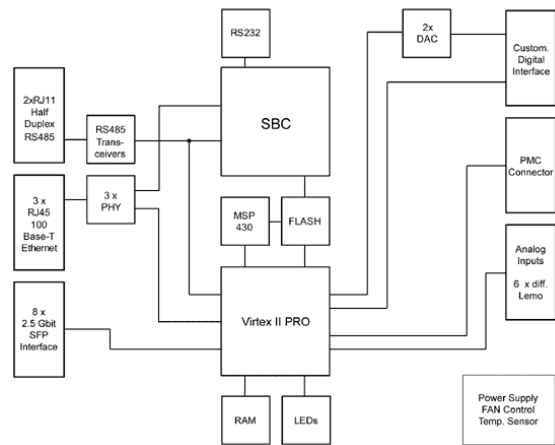 RS232
2x
DAC
Custom.
Digital
Interface
2xRJ11
Half
Duplex
RS485
RS485
Trans-
ceivers
SBC
PMC
Connector
3 x
RJ45
100
Base-T
Ethernet
3 x
PHY
MSP
430
FLASH
Analog
Inputs
6 x diff.
Lemo
8 x
2.5 Gbit
SFP
Interface
Virtex II PRO
RAM
LEDs
Power Supply
FAN Control
Temp. Sensor